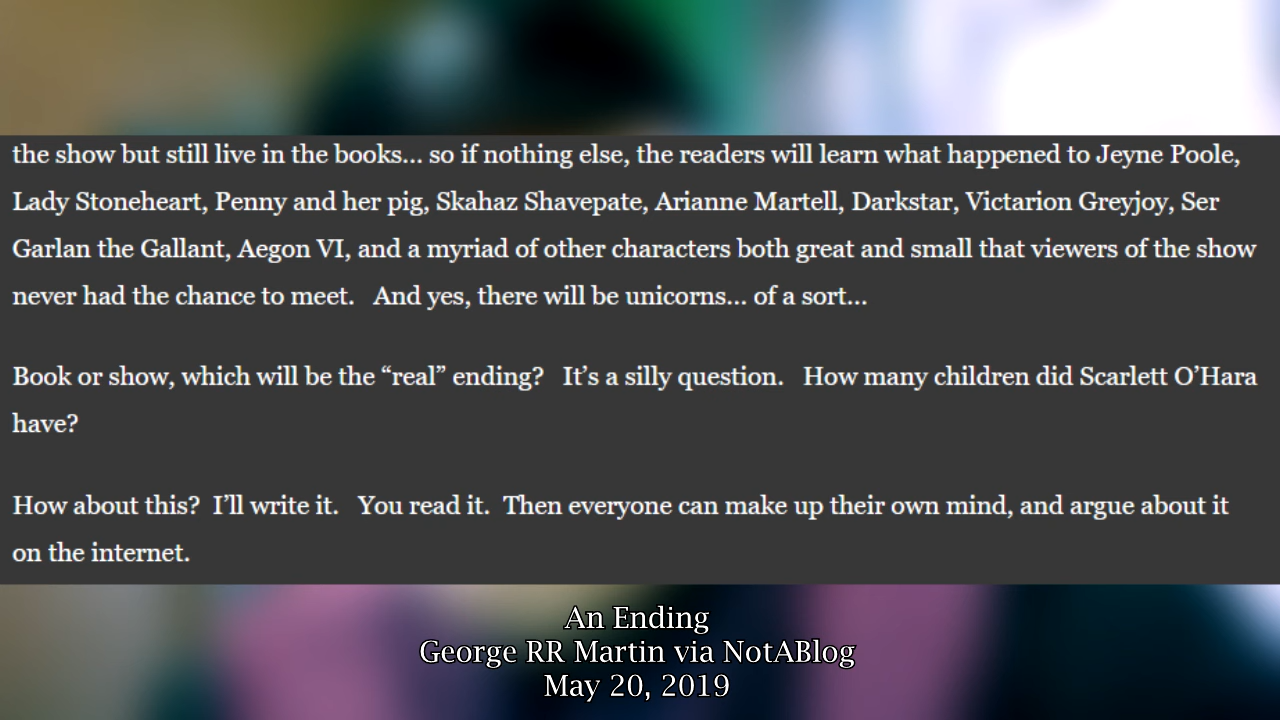 the show but still live in the books... so if nothing else, the readers will learn what happened to Jeyne Poole,
Lady Stoneheart, Penny and her pig, Skahaz Shavepate, Arianne Martell, Darkstar, Victarion Greyjoy, Ser
Garlan the Gallant, Aegon VI, and a myriad of other characters both great and small that viewers of the show
never had the chance to meet.   And yes, there will be unicorns... of a sort...
Book or show, which will be the “real” ending?   It’s a silly question.   How many children did Scarlett O’Hara
have?
How about this?  I’ll write it.   You read it.  Then everyone can make up their own mind, and argue about it
on the internet.
An Ending
George RR Martin via NotABlog
May 20, 2019